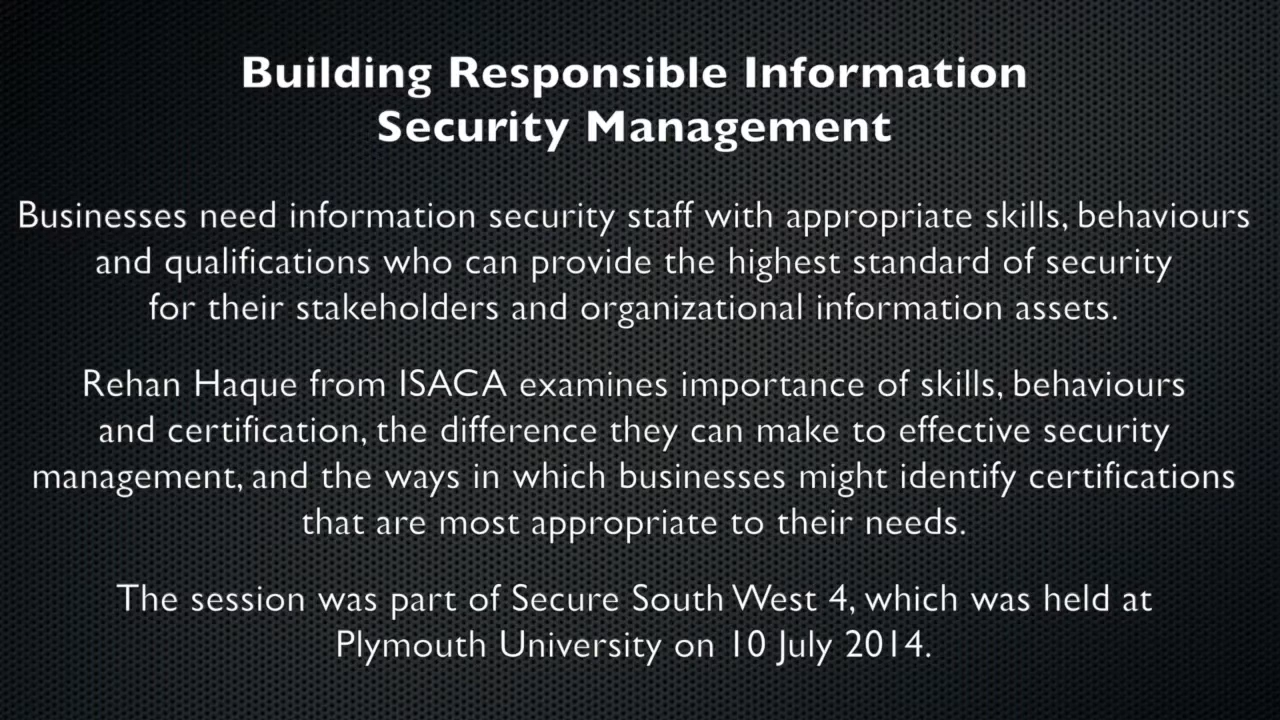 Building Responsible Information
Security Management
Businesses need information security staff with appropriate skills, behaviours
and qualifications who can provide the highest standard of security
for their stakeholders and organizational information assets.
Rehan Haque from ISACA examines importance of skills, behaviours
and certification, the difference they can make to effective security
management, and the ways in which businesses might identify certifications
that are most appropriate to their needs.
The session was part of Secure South West 4, which was held at
Plymouth University on 10 July 2014.